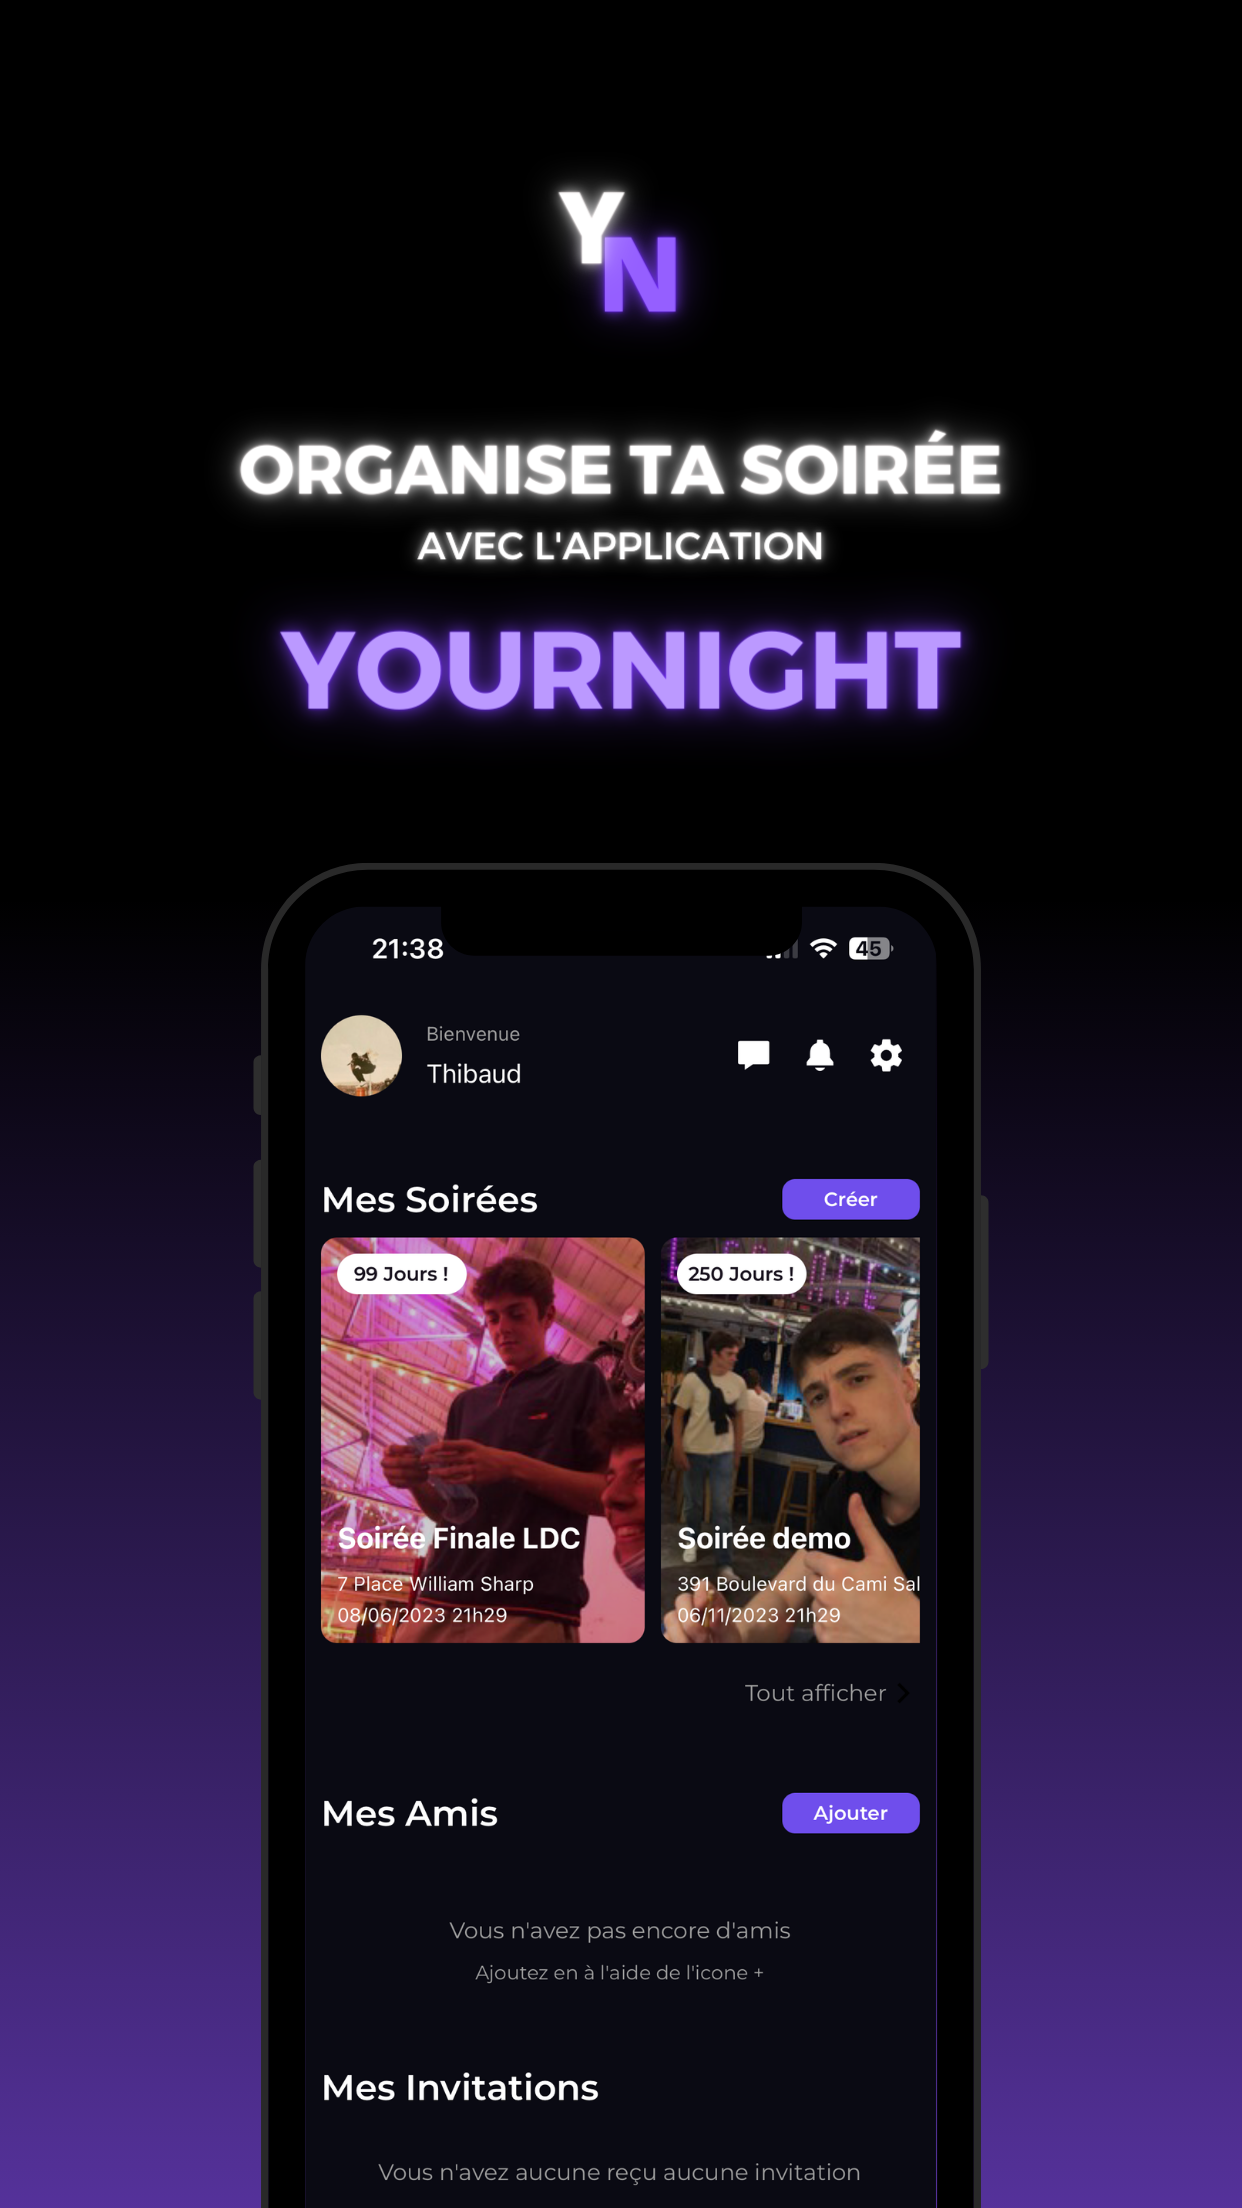 YN
ORGANISE TA SOIRÉE
AVEC L'APPLICATION
YOURNIGHT
21:38
45
Bienvenue
Thibaud
Mes Soirées
Créer
99 Jours !
250 Jours !
Soirée Finale LDC
7 Place William Sharp
08/06/2023 21h29
Soirée demo
391 Boulevard du Cami Sal
06/11/2023 21h29
Tout afficher
Mes Amis
Ajouter
Vous n'avez pas encore d'amis
Ajoutez en à l'aide de l'icone +
Mes Invitations
Vous n'avez aucune reçu aucune invitation